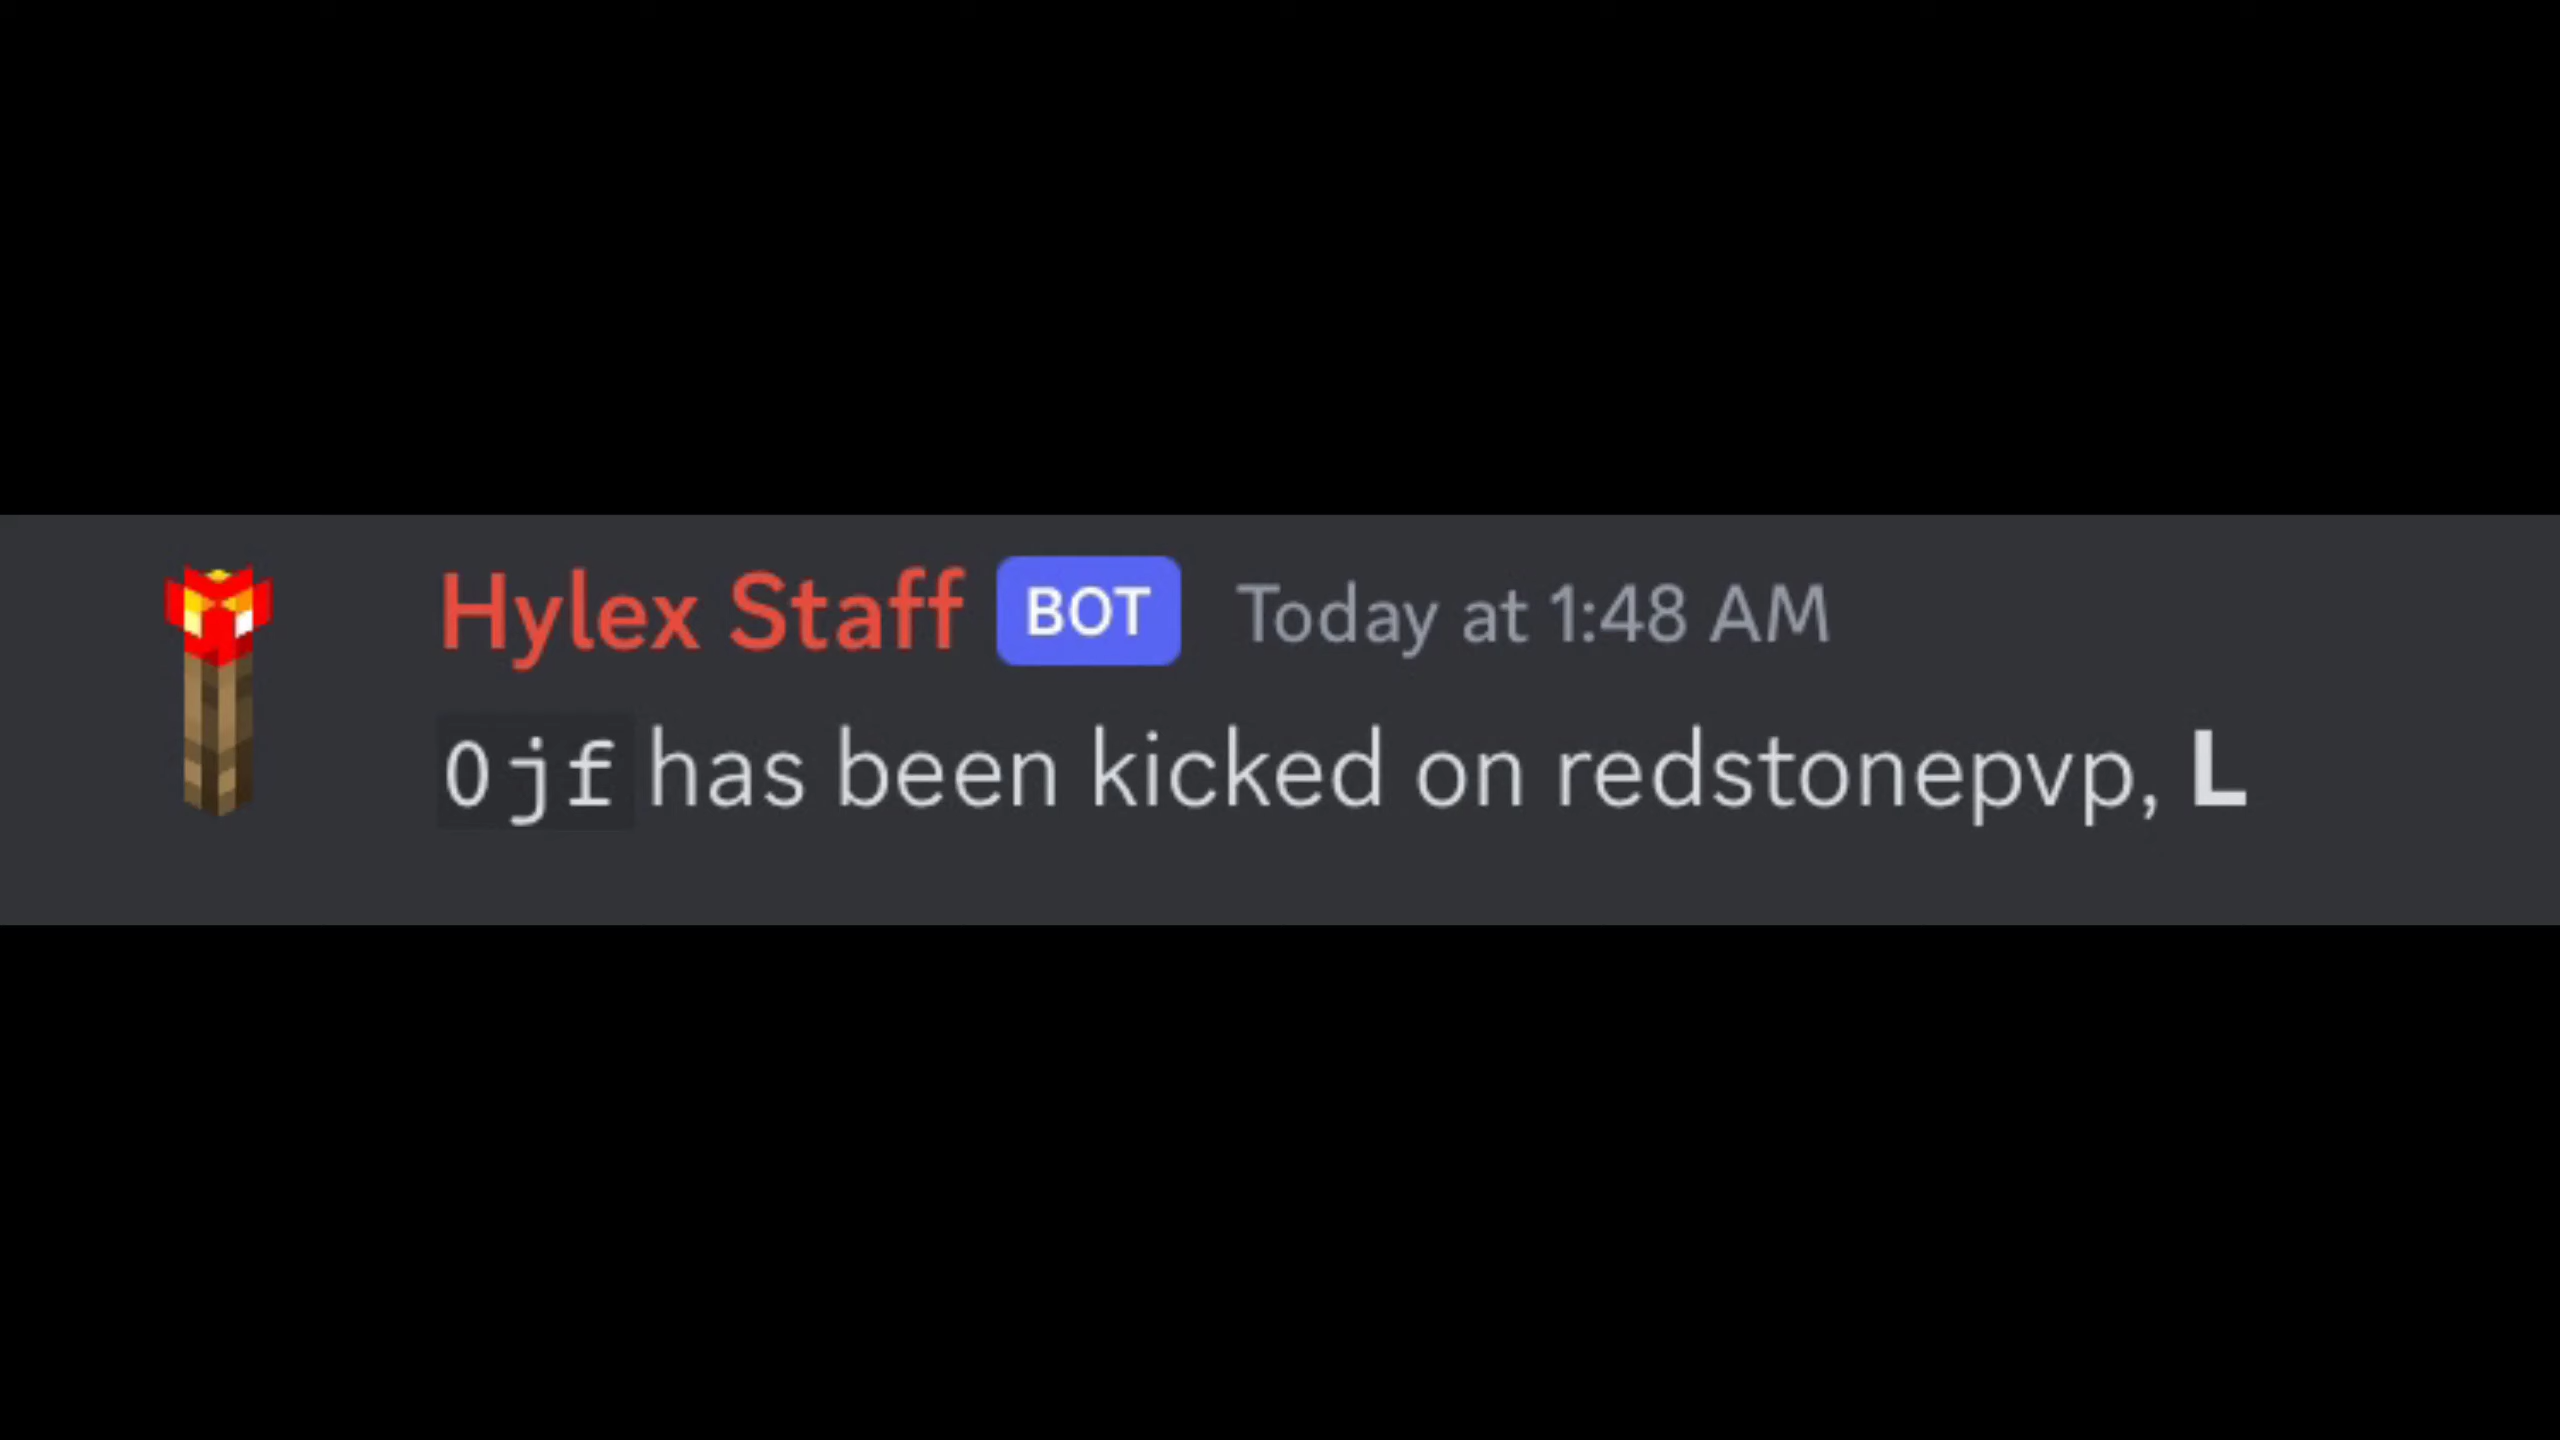 Hylex Staff BOT Today at 1:48 AM
0jf has been kicked on redstonepvp, L